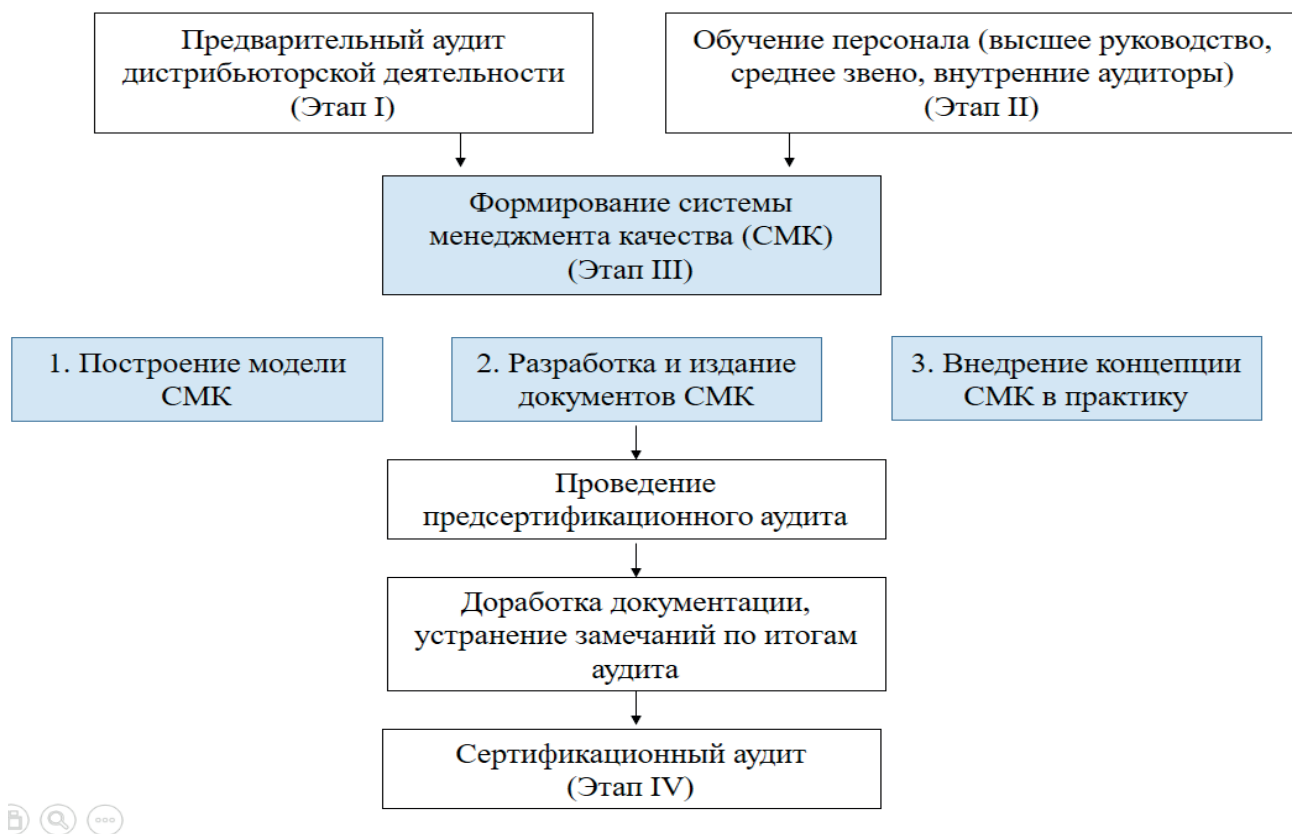 Предварительный аудит
дистрибьюторской деятельности
(Этап I)
Обучение персонала (высшее руководство,
среднее звено, внутренние аудиторы)
(Этап II)
Формирование системы
менеджмента качества (СМК)
(Этап III)
1. Построение модели
СМК
2. Разработка и издание
документов СМК
3. Внедрение концепции
СМК в практику
Проведение
предсертификационного аудита
Доработка документации,
устранение замечаний по итогам
аудита
Сертификационный аудит
(Этап IV)